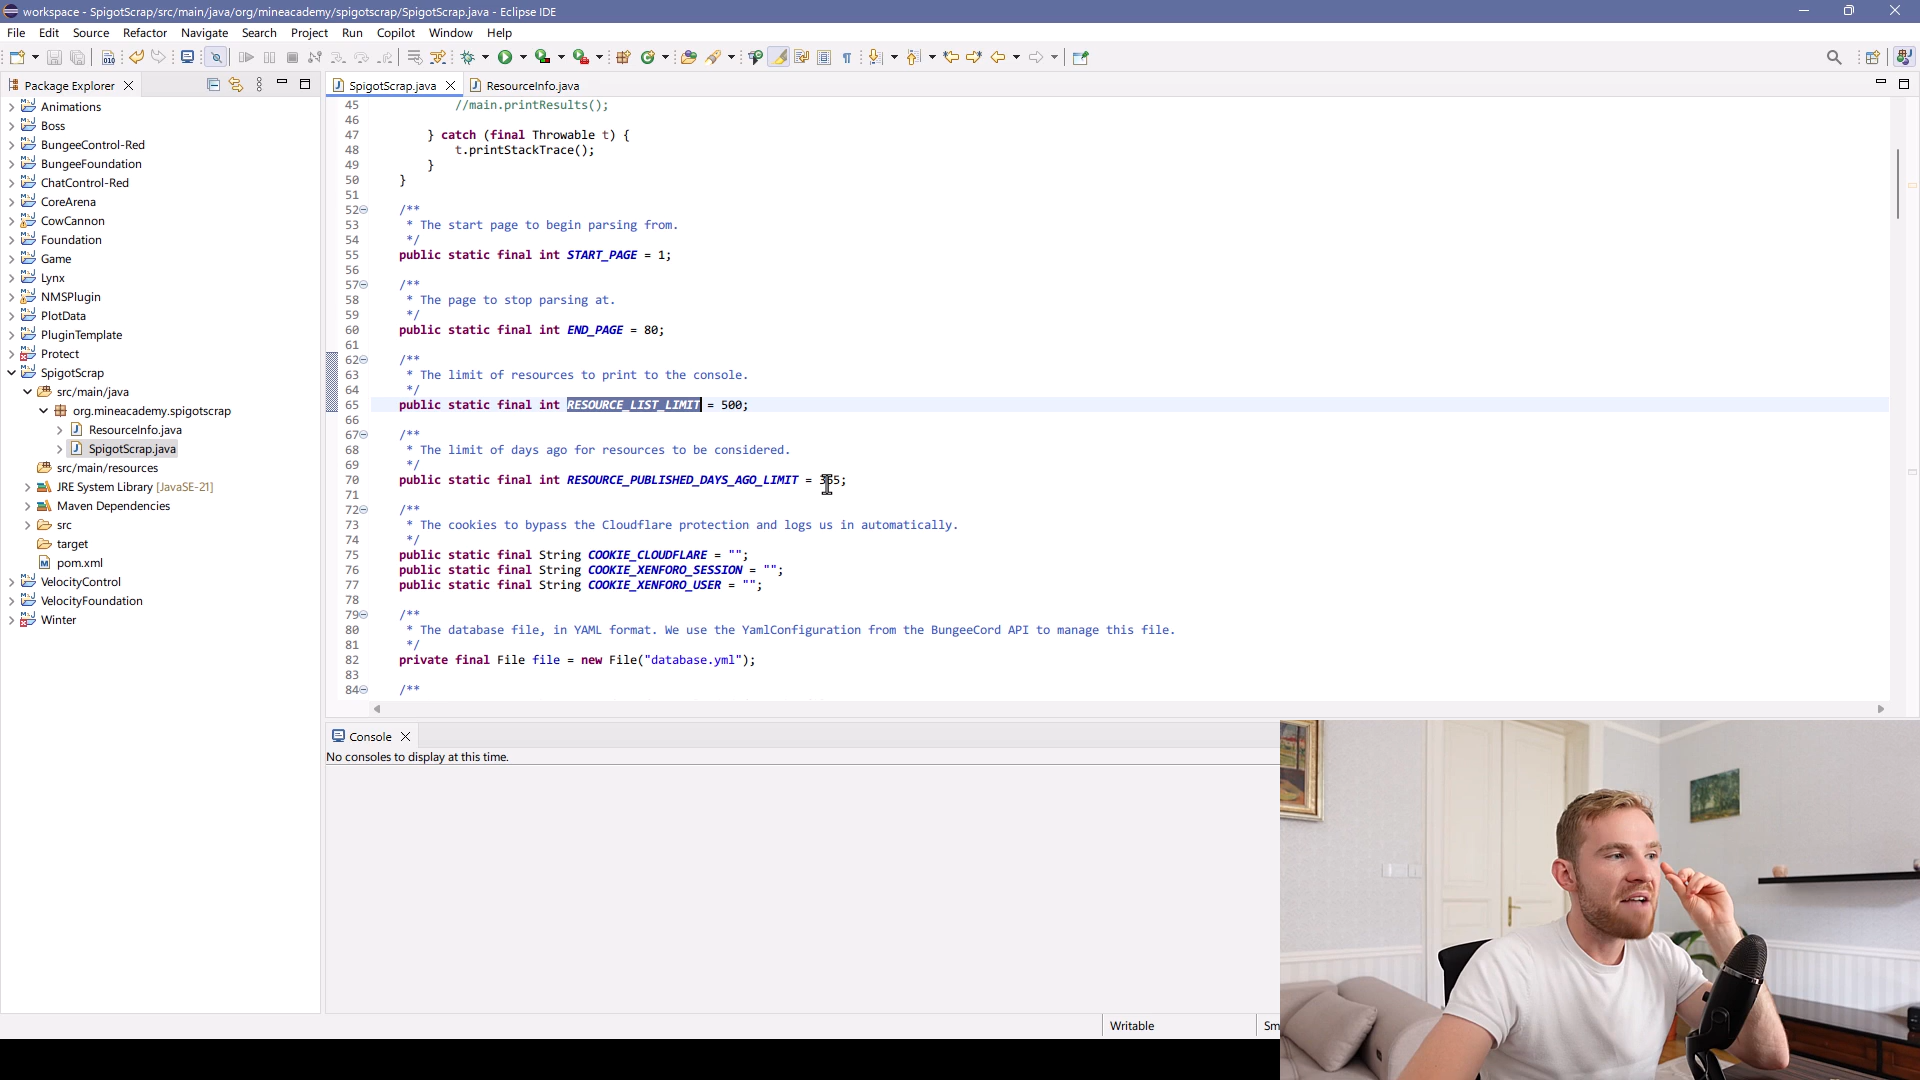 workspace - SpigotScrap/src/main/java/org/mineacademy/spigotscrap/SpigotScrap.java - Eclipse IDE
File Edit Source Refactor Navigate Search Project Run Copilot Window Help
Package Explorer
SpigotScrap.java
ResourceInfo.java
Animations
Boss
BungeeControl-Red
BungeeFoundation
ChatControl-Red
CoreArena
CowCannon
Foundation
Game
Lynx
NMSPlugin
PlotData
PluginTemplate
Protect
SpigotScrap
src/main/java
org.mineacademy.spigotscrap
ResourceInfo.java
SpigotScrap.java
src/main/resources
JRE System Library [JavaSE-21]
Maven Dependencies
src
target
pom.xml
VelocityControl
VelocityFoundation
Winter
45 //main.printResults();
46
47 } catch (final Throwable t) {
48 t.printStackTrace();
49 }
50 }
51
52 /**
53 * The start page to begin parsing from.
54 */
55 public static final int START_PAGE = 1;
56
57 /**
58 * The page to stop parsing at.
59 */
60 public static final int END_PAGE = 80;
61
62 /**
63 * The limit of resources to print to the console.
64 */
65 public static final int RESOURCE_LIST_LIMIT = 500;
66
67 /**
68 * The limit of days ago for resources to be considered.
69 */
70 public static final int RESOURCE_PUBLISHED_DAYS_AGO_LIMIT = 365;
71
72 /**
73 * The cookies to bypass the Cloudflare protection and logs us in automatically.
74 */
75 public static final String COOKIE_CLOUDFLARE = "";
76 public static final String COOKIE_XENFORO_SESSION = "";
77 public static final String COOKIE_XENFORO_USER = "";
78
79 /**
80 * The database file, in YAML format. We use the YamlConfiguration from the BungeeCord API to manage this file.
81 */
82 private final File file = new File("database.yml");
83
84 /**
Console
No consoles to display at this time.
Writable
Sm